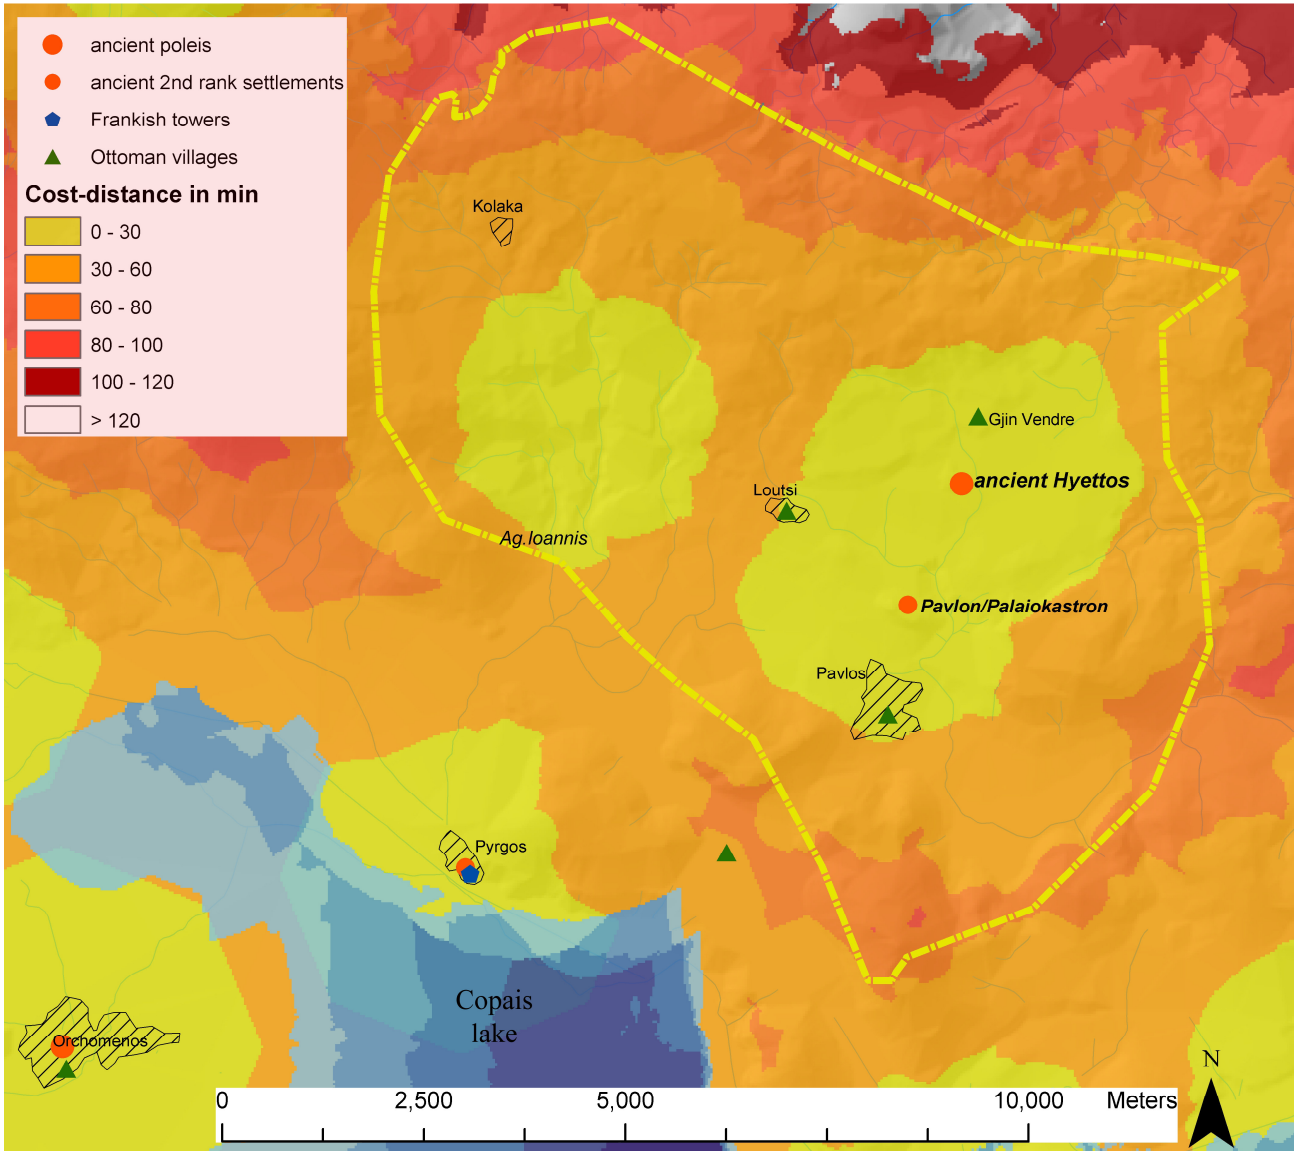 ancient poleis
ancient 2nd rank settlements
Frankish towers
Ottoman villages
Cost-distance in min
0 - 30
30 - 60
60 - 80
80 - 100
100 - 120
> 120
Kolaka
Gjin Vendre
ancient Hyettos
Loutsi
Ag.Ioannis
Pavlon/Palaiokastron
Pavlos
Pyrgos
Copais
lake
Orchomenos
N
0 2,500 5,000 10,000 Meters